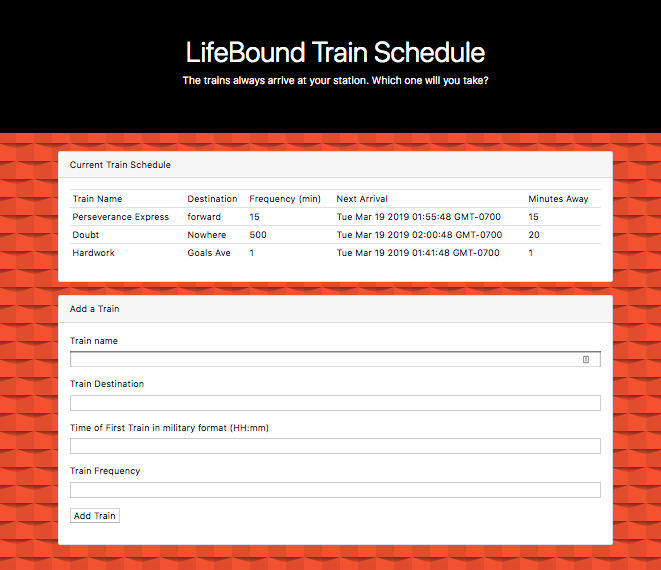 LifeBound Train Schedule
The trains always arrive at your station. Which one will you take?
Current Train Schedule
Train Name Destination Frequency (min) Next Arrival Minutes Away
Perseverance Express forward 15 Tue Mar 19 2019 01:55:48 GMT-0700 15
Doubt Nowhere 500 Tue Mar 19 2019 02:00:48 GMT-0700 20
Hardwork Goals Ave 1 Tue Mar 19 2019 01:41:48 GMT-0700 1
Add a Train
Train name
Train Destination
Time of First Train in military format (HH:mm)
Train Frequency
Add Train